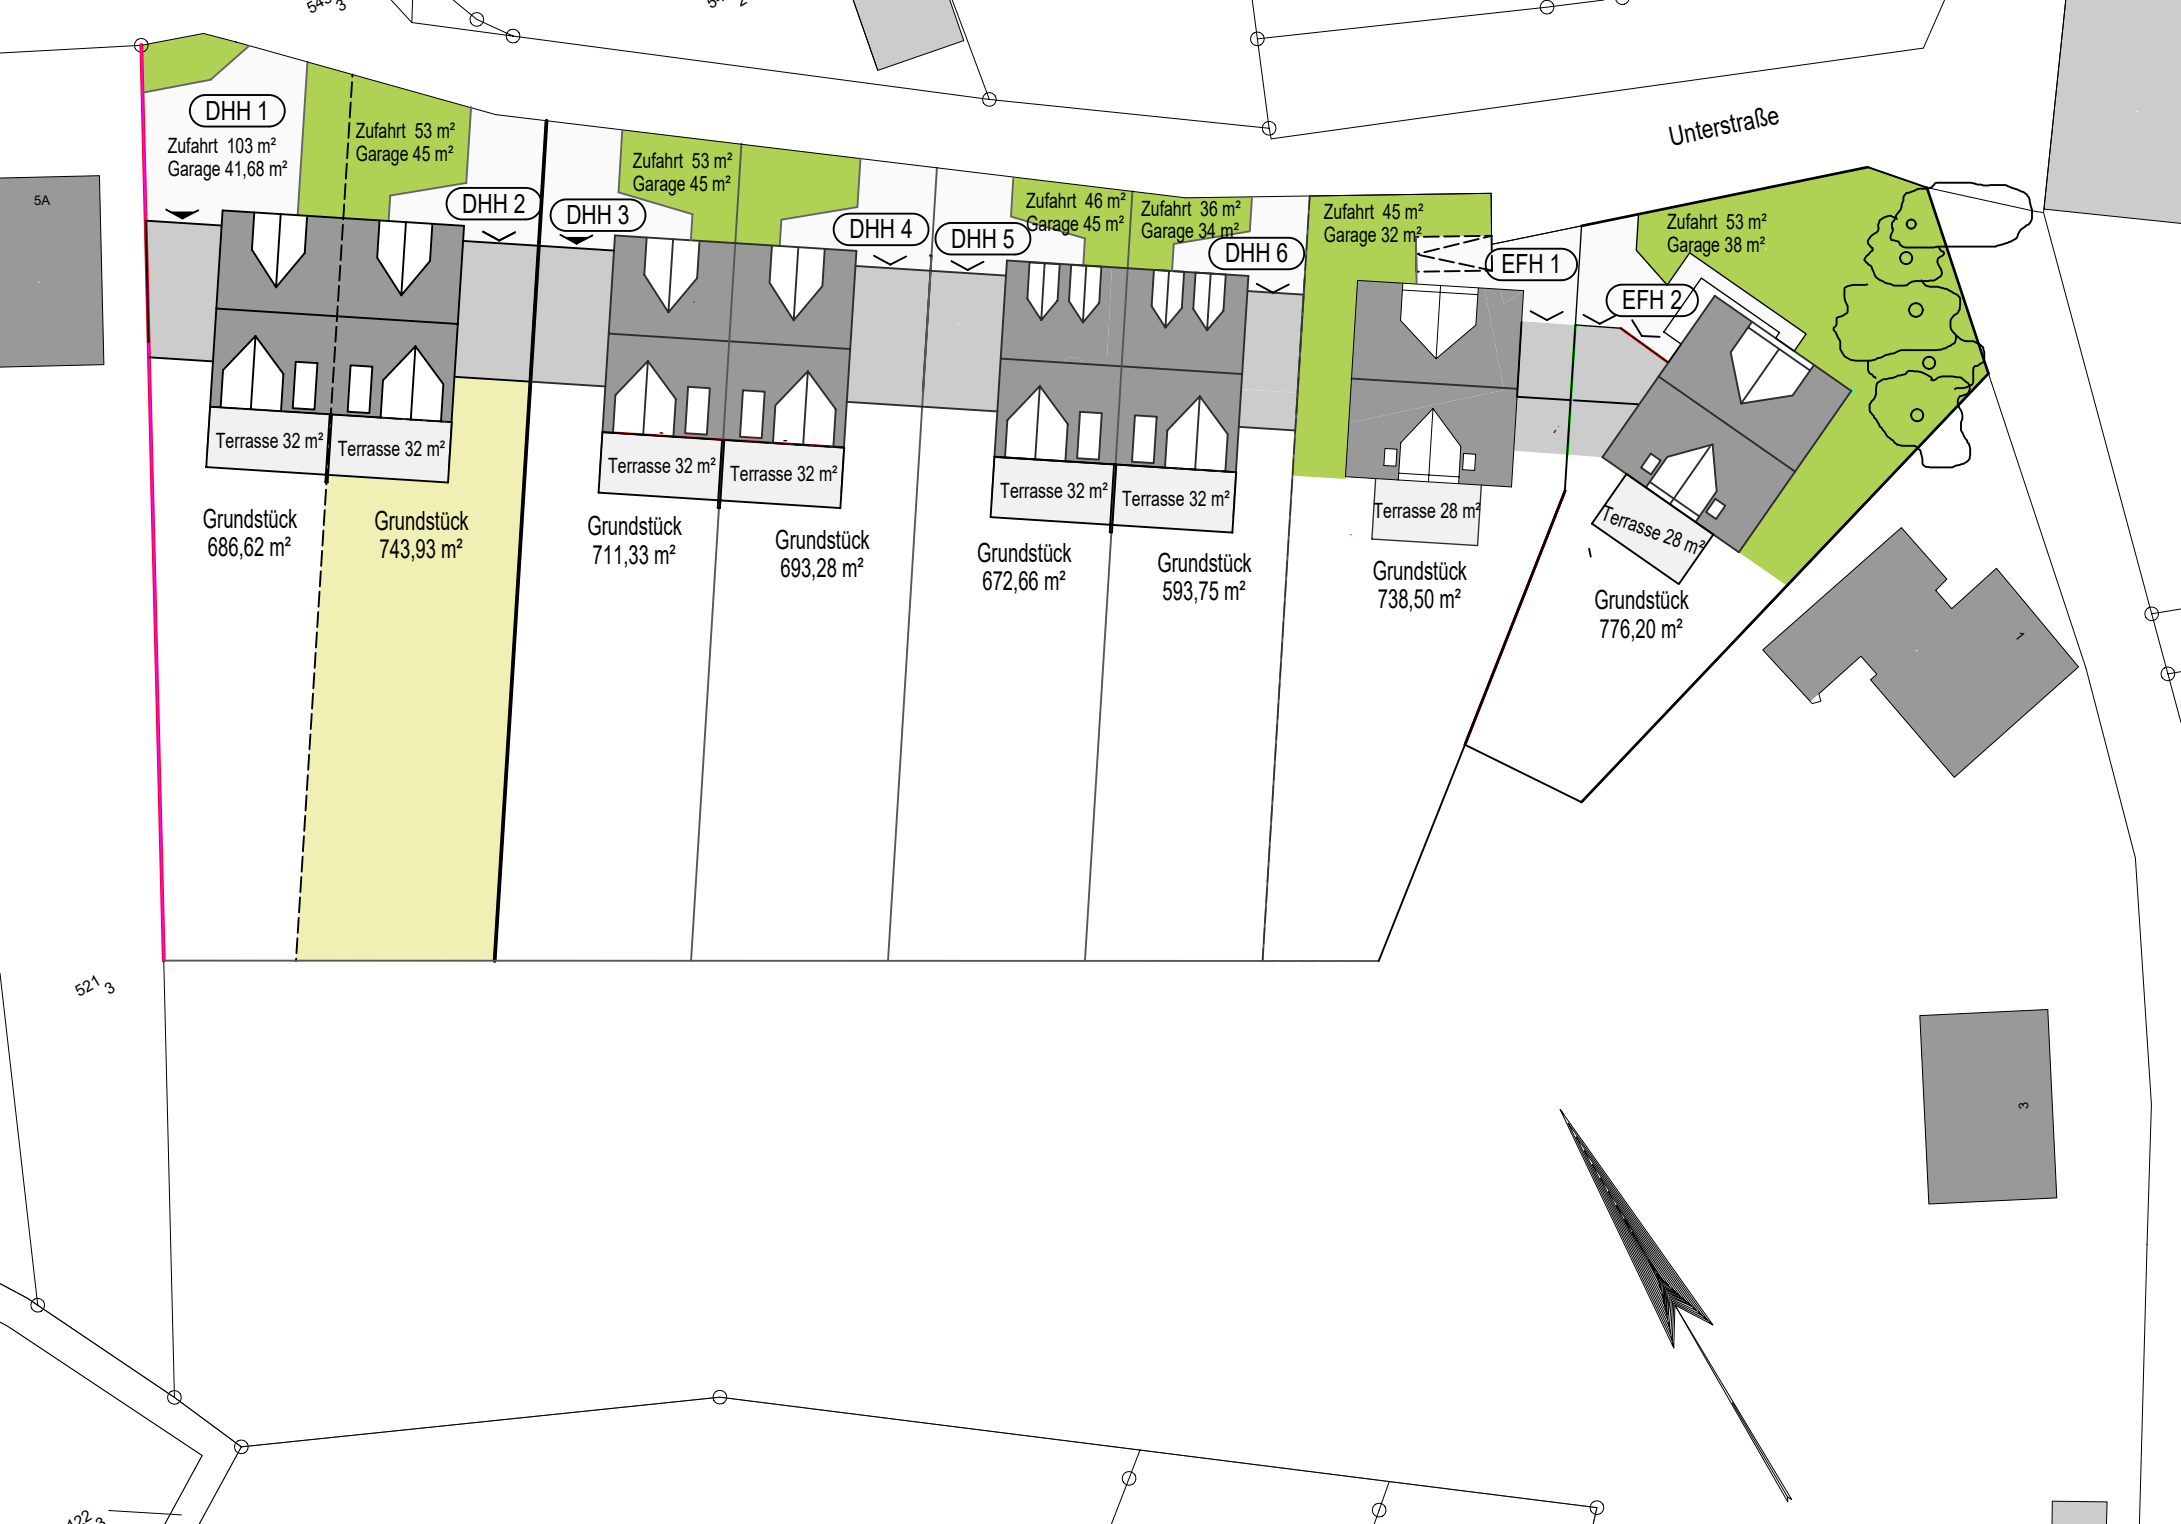 Unterstraße
DHH 1
Zufahrt 103 m²
Garage 41,68 m²
Zufahrt 53 m²
Garage 45 m²
DHH 2
DHH 3
Zufahrt 53 m²
Garage 45 m²
DHH 4
DHH 5
Zufahrt 46 m²
Garage 45 m²
Zufahrt 36 m²
Garage 34 m²
DHH 6
Zufahrt 45 m²
Garage 32 m²
EFH 1
EFH 2
Zufahrt 53 m²
Garage 38 m²
5A
Terrasse 32 m²
Terrasse 32 m²
Terrasse 32 m²
Terrasse 32 m²
Terrasse 32 m²
Terrasse 32 m²
Terrasse 28 m²
Terrasse 28 m²
Grundstück
686,62 m²
Grundstück
743,93 m²
Grundstück
711,33 m²
Grundstück
693,28 m²
Grundstück
672,66 m²
Grundstück
593,75 m²
Grundstück
738,50 m²
Grundstück
776,20 m²
1
521
3
3